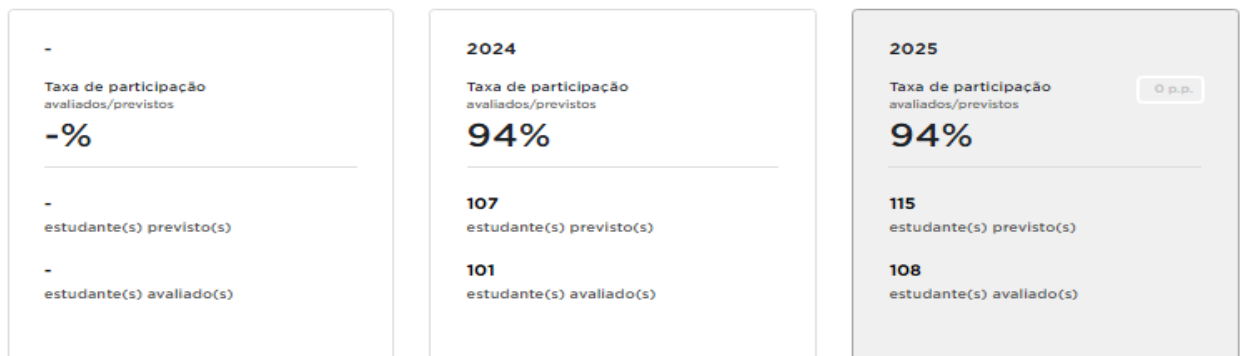 -
Taxa de participação
avaliados/previstos
-%
-
estudante(s) previsto(s)
-
estudante(s) avaliado(s)
2024
Taxa de participação
avaliados/previstos
94%
107
estudante(s) previsto(s)
101
estudante(s) avaliado(s)
2025
Taxa de participação
0 p.p.
avaliados/previstos
94%
115
estudante(s) previsto(s)
108
estudante(s) avaliado(s)